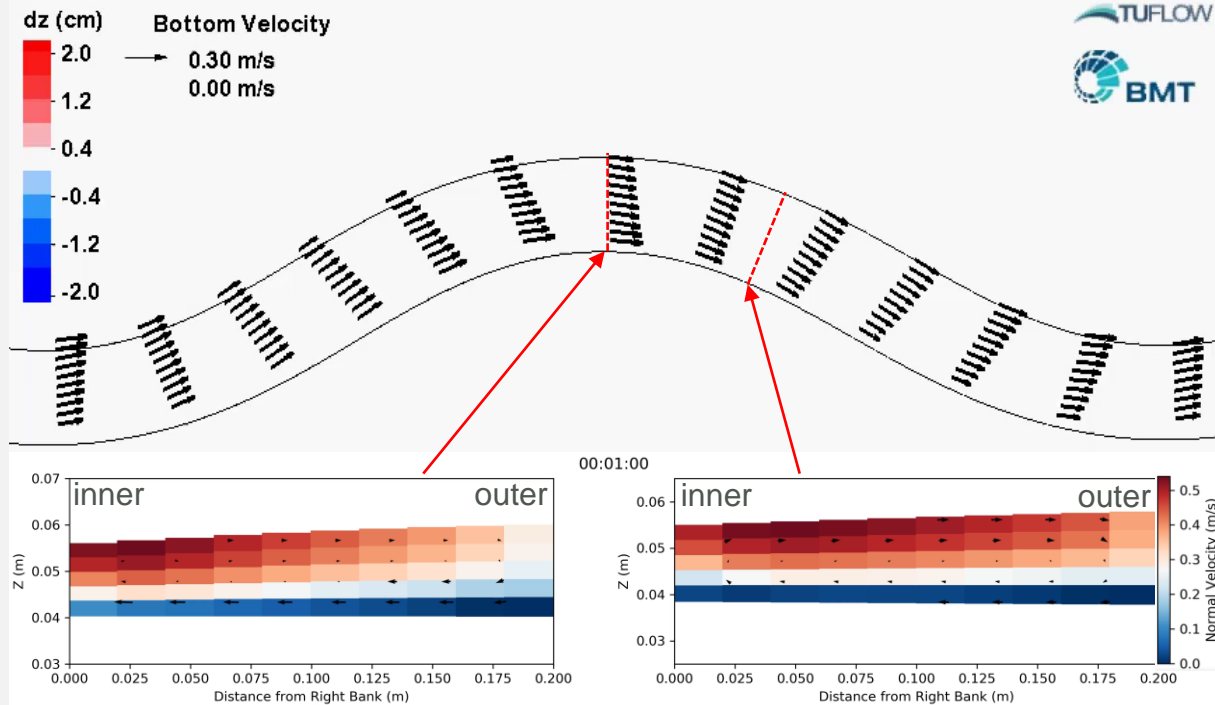 dz (cm)
2.0
1.2
0.4
-0.4
-1.2
-2.0
Bottom Velocity
0.30 m/s
0.00 m/s
TUFLOW
BMT
00:01:00
inner
outer
0.07
0.06
0.05
0.04
0.03
Z (m)
0.000
0.025
0.050
0.075
0.100
0.125
0.150
0.175
0.200
Distance from Right Bank (m)
inner
outer
0.06
0.05
0.04
0.03
Z (m)
0.000
0.025
0.050
0.075
0.100
0.125
0.150
0.175
0.200
Distance from Right Bank (m)
0.5
0.4
0.3
0.2
0.1
0.0
Normal Velocity (m/s)